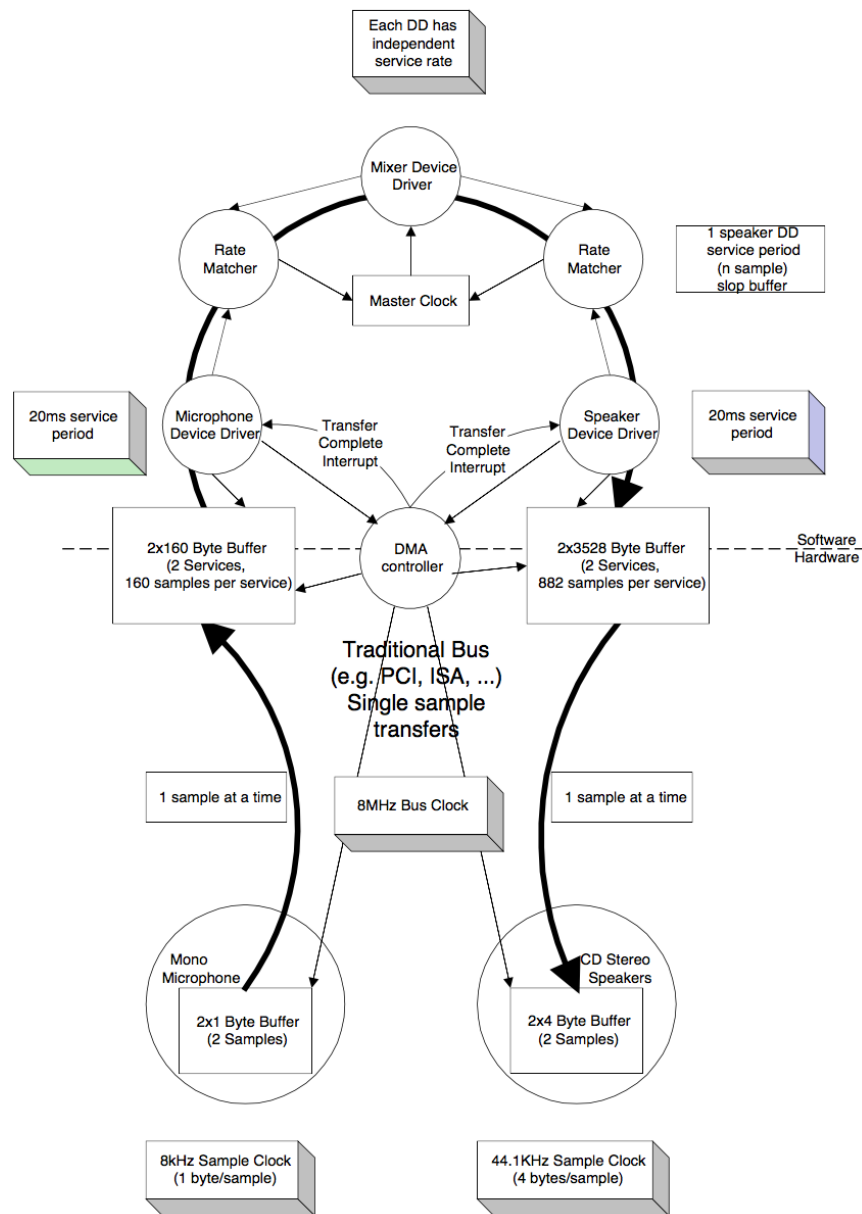 Each DD has
independent
service rate
Mixer Device
Driver
Rate
Matcher
Rate
Matcher
1 speaker DD
service period
(n sample)
slop buffer
Master Clock
20ms service
period
Microphone
Device Driver
Transfer
Complete
Interrupt
Transfer
Complete
Interrupt
Speaker
Device Driver
20ms service
period
2x160 Byte Buffer
(2 Services,
160 samples per service)
DMA
controller
2x3528 Byte Buffer
(2 Services,
882 samples per service)
Software
Hardware
Traditional Bus
(e.g. PCI, ISA, ...)
Single sample
transfers
1 sample at a time
8MHz Bus Clock
1 sample at a time
Mono
Microphone
2x1 Byte Buffer
(2 Samples)
CD Stereo
Speakers
2x4 Byte Buffer
(2 Samples)
8kHz Sample Clock
(1 byte/sample)
44.1KHz Sample Clock
(4 bytes/sample)